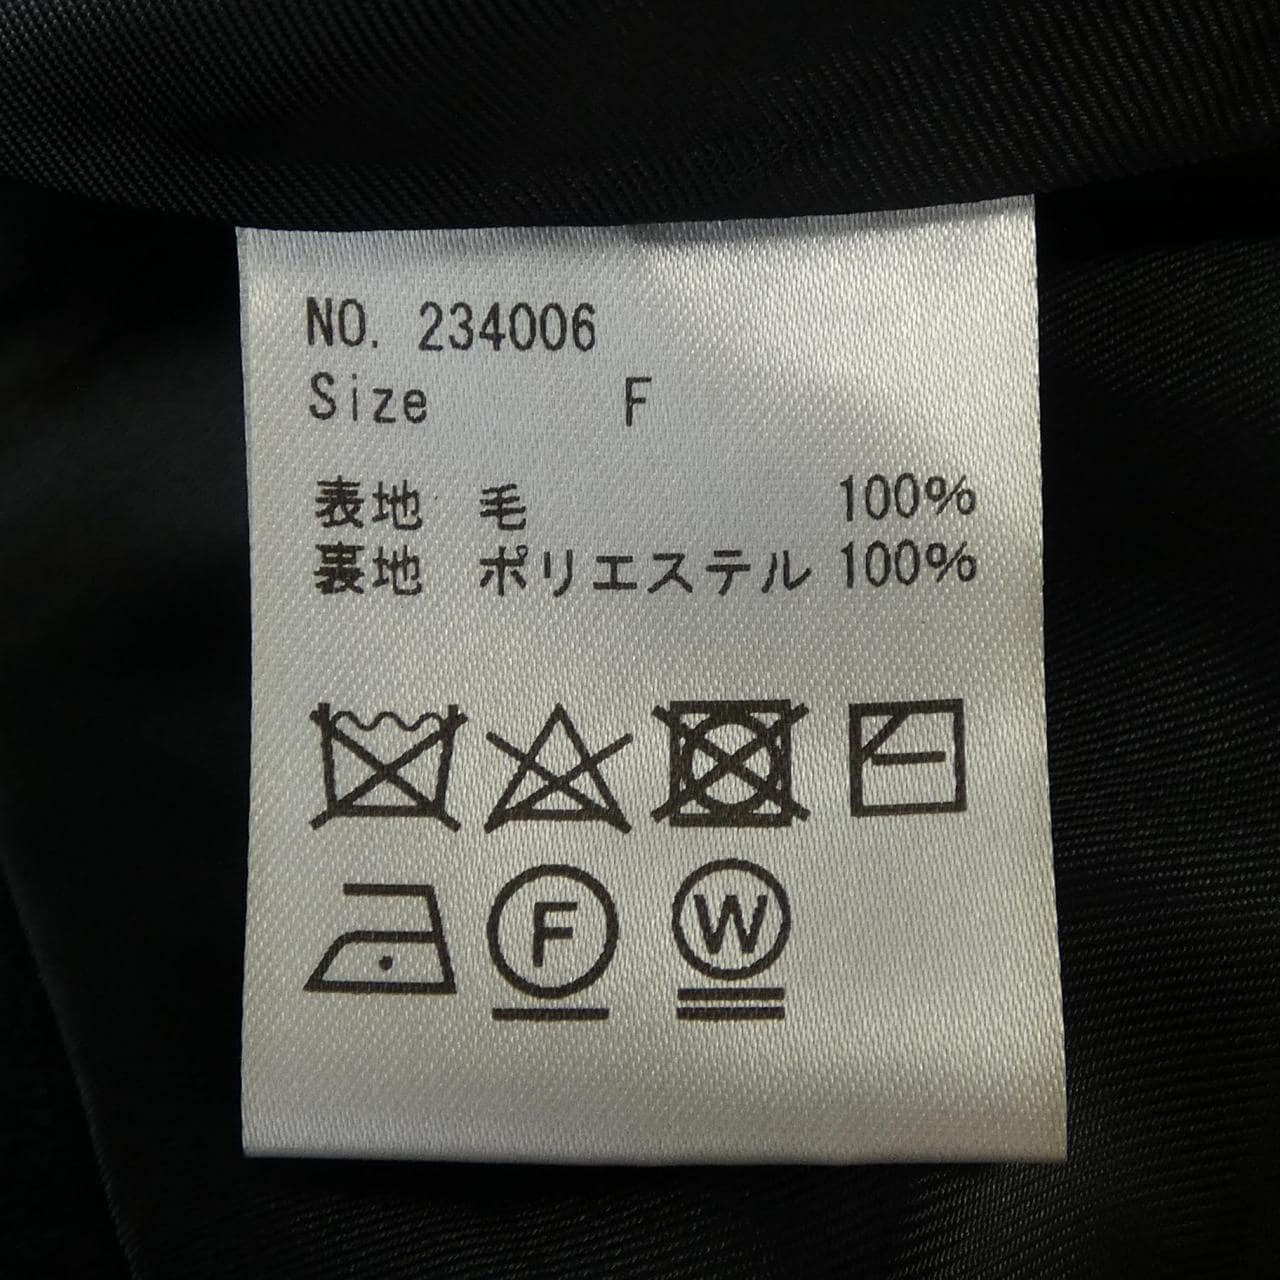 NO. 234006
Size F
表地 毛 100%
裏地 ポリエステル 100%
F W